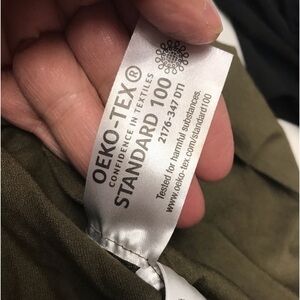 OEKO-TEX®
CONFIDENCE IN TEXTILES
STANDARD 100
2176-347 DTI
Tested for harmful substances.
www.oeko-tex.com/standard100